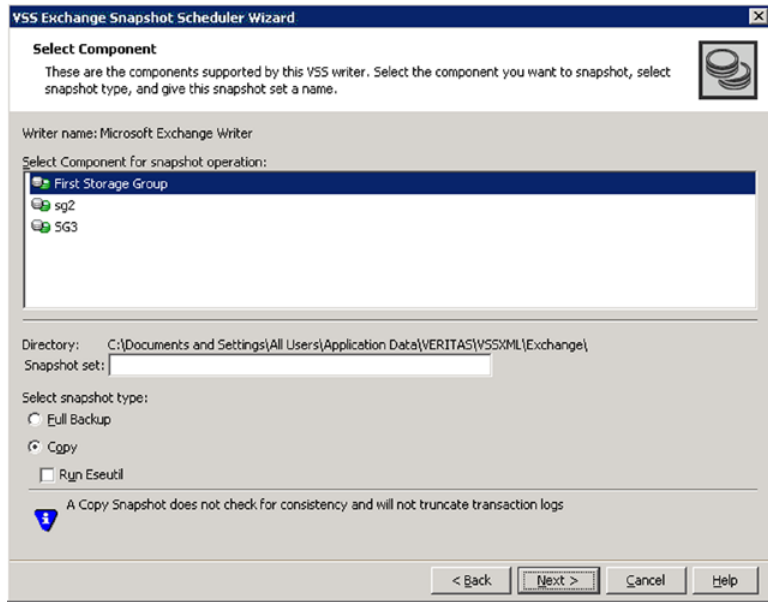 VSS Exchange Snapshot Scheduler Wizard
Select Component
These are the components supported by this VSS writer. Select the component you want to snapshot, select
snapshot type, and give this snapshot set a name.
Writer name: Microsoft Exchange Writer
Select Component for snapshot operation:
First Storage Group
sg2
SG3
Directory: C:\Documents and Settings\All Users\Application Data\VERITAS\VSSXML\Exchange\
Snapshot set:
Select snapshot type:
Full Backup
Copy
Run Eseutil
A Copy Snapshot does not check for consistency and will not truncate transaction logs
< Back Next > Cancel Help